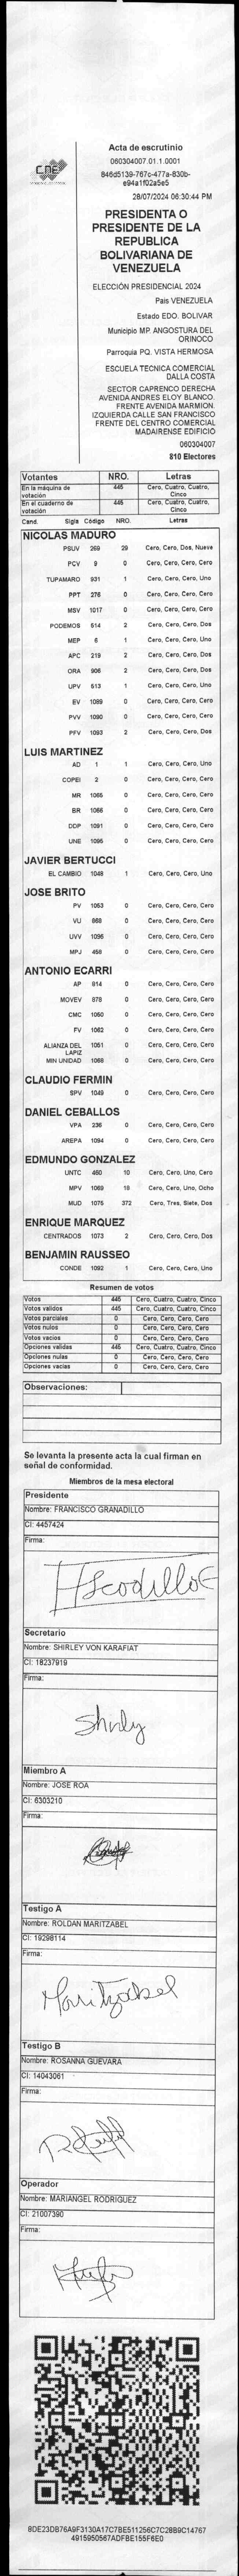 CNE
Acta de escrutinio
060304007.01.1.0001
846d5139-767c-477a-830b-
e94a1f02a5e5
28/07/2024 06:30:44 PM
PRESIDENTA O
PRESIDENTE DE LA
REPUBLICA
BOLIVARIANA DE
VENEZUELA
ELECCIÓN PRESIDENCIAL 2024
Pais VENEZUELA
Estado EDO. BOLIVAR
Municipio MP. ANGOSTURA DEL
ORINOCO
Parroquia PQ. VISTA HERMOSA
ESCUELA TÉCNICA COMERCIAL
DALLA COSTA
SECTOR CAPRENCO DERECHA
AVENIDA ANDRES ELOY BLANCO.
FRENTE AVENIDA MARMION.
IZQUIERDA CALLE SAN FRANCISCO
FRENTE DEL CENTRO COMERCIAL
MADAIRENSE EDIFICIO
060304007
810 Electores
Votantes NRO. Letras
En la máquina de votación 445 Cero, Cuatro, Cuatro, Cinco
En el cuaderno de votación 445 Cero, Cuatro, Cuatro, Cinco
Cand. Sigla Código NRO. Letras
NICOLAS MADURO
PSUV 269 29 Cero, Cero, Dos, Nueve
PCV 9 0 Cero, Cero, Cero, Cero
TUPAMARO 931 1 Cero, Cero, Cero, Uno
PPT 276 0 Cero, Cero, Cero, Cero
MSV 1017 0 Cero, Cero, Cero, Cero
PODEMOS 514 2 Cero, Cero, Cero, Dos
MEP 6 1 Cero, Cero, Cero, Uno
APC 219 2 Cero, Cero, Cero, Dos
ORA 906 2 Cero, Cero, Cero, Dos
UPV 613 1 Cero, Cero, Cero, Uno
EV 1089 0 Cero, Cero, Cero, Cero
PVV 1090 0 Cero, Cero, Cero, Cero
PFV 1093 2 Cero, Cero, Cero, Dos
LUIS MARTINEZ
AD 1 1 Cero, Cero, Cero, Uno
COPEI 2 0 Cero, Cero, Cero, Cero
MR 1065 0 Cero, Cero, Cero, Cero
BR 1066 0 Cero, Cero, Cero, Cero
DDP 1091 0 Cero, Cero, Cero, Cero
UNE 1095 0 Cero, Cero, Cero, Cero
JAVIER BERTUCCI
EL CAMBIO 1048 1 Cero, Cero, Cero, Uno
JOSE BRITO
PV 1053 0 Cero, Cero, Cero, Cero
VU 868 0 Cero, Cero, Cero, Cero
UVV 1096 0 Cero, Cero, Cero, Cero
MPJ 458 0 Cero, Cero, Cero, Cero
ANTONIO ECARRI
AP 914 0 Cero, Cero, Cero, Cero
MOVEV 878 0 Cero, Cero, Cero, Cero
CMC 1050 0 Cero, Cero, Cero, Cero
FV 1062 0 Cero, Cero, Cero, Cero
ALIANZA DEL LAPIZ 1051 0 Cero, Cero, Cero, Cero
MIN UNIDAD 1068 0 Cero, Cero, Cero, Cero
CLAUDIO FERMIN
SPV 1049 0 Cero, Cero, Cero, Cero
DANIEL CEBALLOS
VPA 236 0 Cero, Cero, Cero, Cero
AREPA 1094 0 Cero, Cero, Cero, Cero
EDMUNDO GONZALEZ
UNTC 460 10 Cero, Cero, Uno, Cero
MPV 1069 18 Cero, Cero, Uno, Ocho
MUD 1075 372 Cero, Tres, Siete, Dos
ENRIQUE MARQUEZ
CENTRADOS 1073 2 Cero, Cero, Cero, Dos
BENJAMIN RAUSSEO
CONDE 1092 1 Cero, Cero, Cero, Uno
Resumen de votos
Votos 445 Cero, Cuatro, Cuatro, Cinco
Votos validos 445 Cero, Cuatro, Cuatro, Cinco
Votos parciales 0 Cero, Cero, Cero, Cero
Votos nulos 0 Cero, Cero, Cero, Cero
Votos vacios 0 Cero, Cero, Cero, Cero
Opciones validas 445 Cero, Cuatro, Cuatro, Cinco
Opciones nulas 0 Cero, Cero, Cero, Cero
Opciones vacias 0 Cero, Cero, Cero, Cero
Observaciones:
Se levanta la presente acta la cual firman en
señal de conformidad.
Miembros de la mesa electoral
Presidente
Nombre: FRANCISCO GRANADILLO
CI: 4457424
Firma:
Secretario
Nombre: SHIRLEY VON KARAFIAT
CI: 18237919
Firma:
Shirly
Miembro A
Nombre: JOSE ROA
CI: 6303210
Firma:
Testigo A
Nombre: ROLDAN MARITZABEL
CI: 19298114
Firma:
Maritzabel
Testigo B
Nombre: ROSANNA GUEVARA
CI: 14043061
Firma:
Operador
Nombre: MARIANGEL RODRIGUEZ
CI: 21007390
Firma:
8DE23DB76A9F3130A17C7BE511256C7C28B9C14767
4915950567ADFBE155F6E0